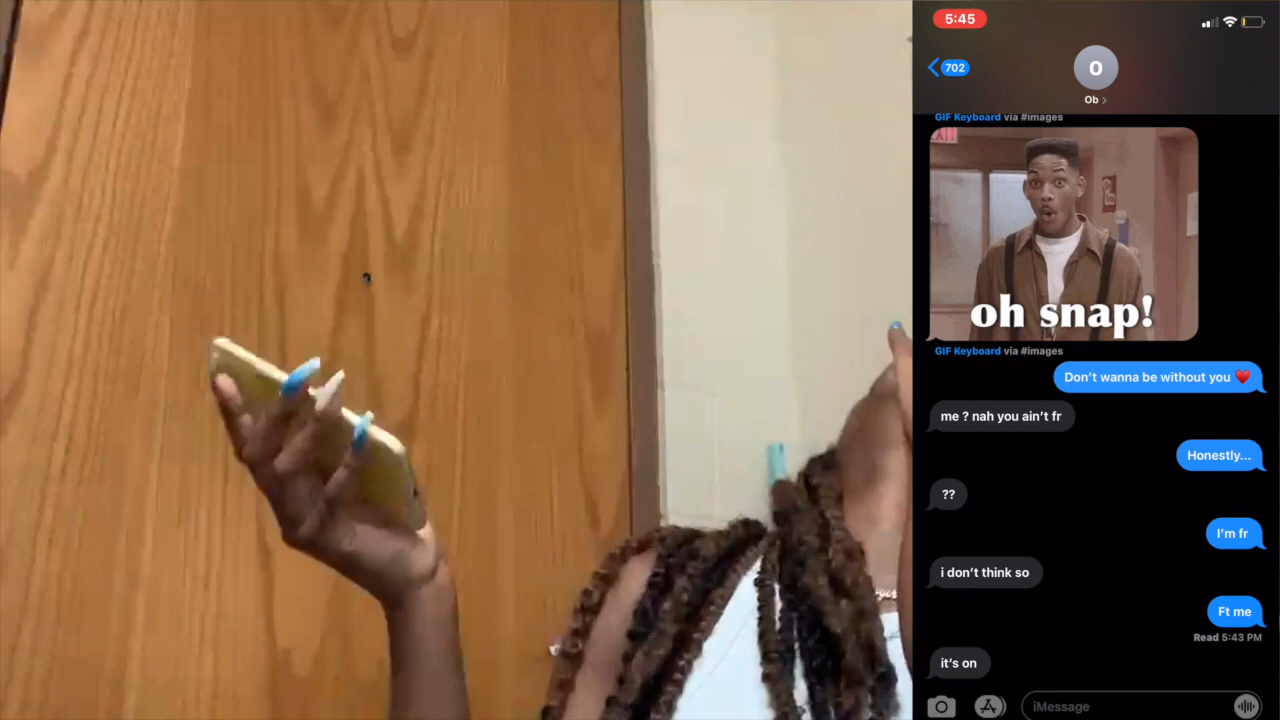 5:45
702
O
Ob
GIF Keyboard via #images
oh snap!
GIF Keyboard via #images
Don’t wanna be without you ❤️
me ? nah you ain’t fr
Honestly...
??
I’m fr
i don’t think so
Ft me
Read 5:43 PM
it’s on
iMessage